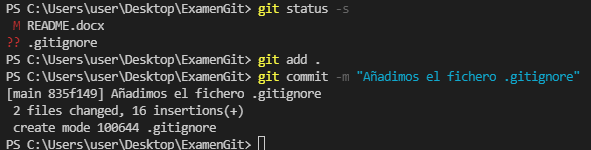 PS C:\Users\user\Desktop\ExamenGit> git status -s
 M README.docx
?? .gitignore
PS C:\Users\user\Desktop\ExamenGit> git add .
PS C:\Users\user\Desktop\ExamenGit> git commit -m "Añadimos el fichero .gitignore"
[main 835f149] Añadimos el fichero .gitignore
 2 files changed, 16 insertions(+)
 create mode 100644 .gitignore
PS C:\Users\user\Desktop\ExamenGit>